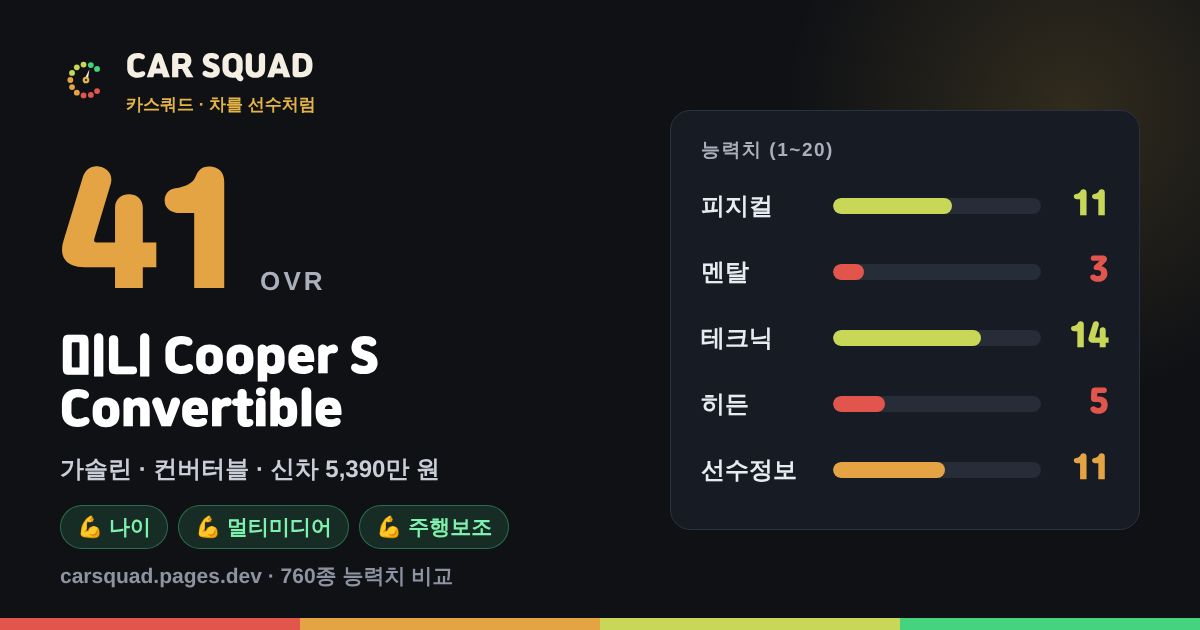 CAR SQUAD
카스쿼드 · 차를 선수처럼
41 OVR
미니 Cooper S
Convertible
가솔린 · 컨버터블 · 신차 5,390만 원
💪 나이 💪 멀티미디어 💪 주행보조
carsquad.pages.dev · 760종 능력치 비교
능력치 (1~20)
피지컬 11
멘탈 3
테크닉 14
히든 5
선수정보 11